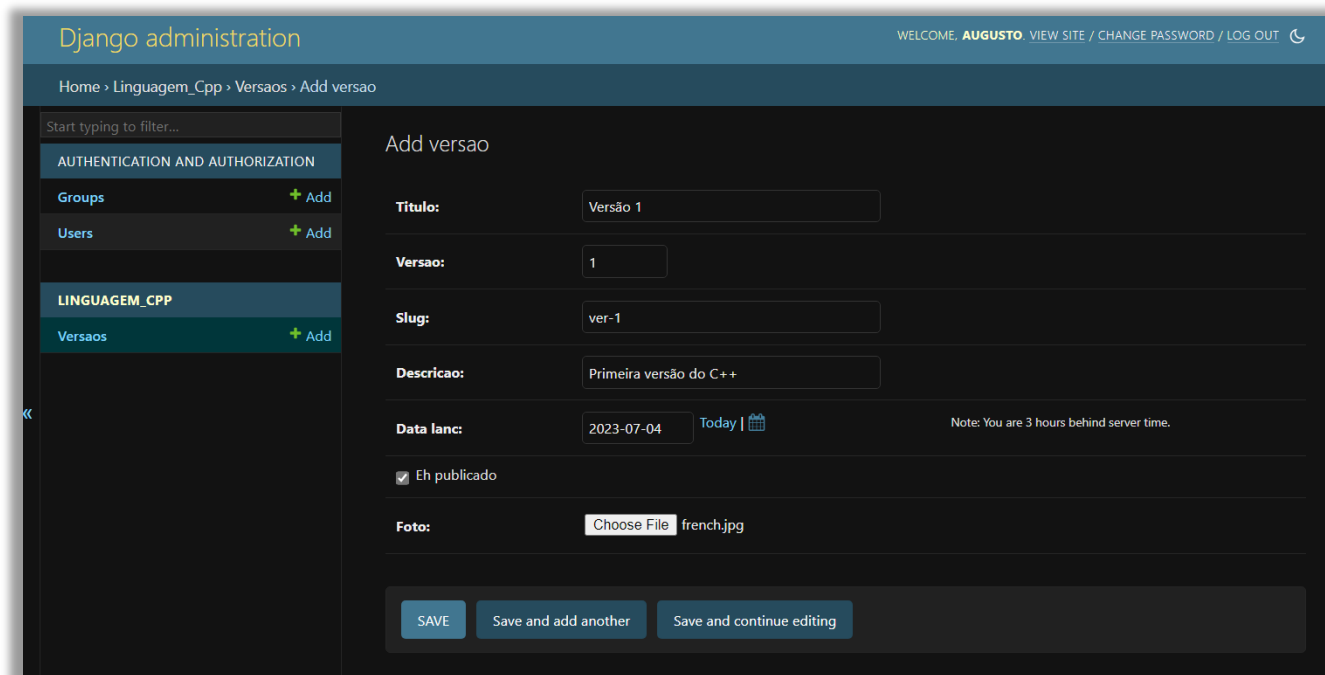 Django administration
WELCOME, AUGUSTO. VIEW SITE / CHANGE PASSWORD / LOG OUT
Home › Linguagem_Cpp › Versaos › Add versao
Start typing to filter...
AUTHENTICATION AND AUTHORIZATION
Groups + Add
Users + Add
LINGUAGEM_CPP
Versaos + Add
«
Add versao
Titulo: Versão 1
Versao: 1
Slug: ver-1
Descricao: Primeira versão do C++
Data lanc: 2023-07-04 Today | Note: You are 3 hours behind server time.
Eh publicado
Foto: Choose File french.jpg
SAVE Save and add another Save and continue editing